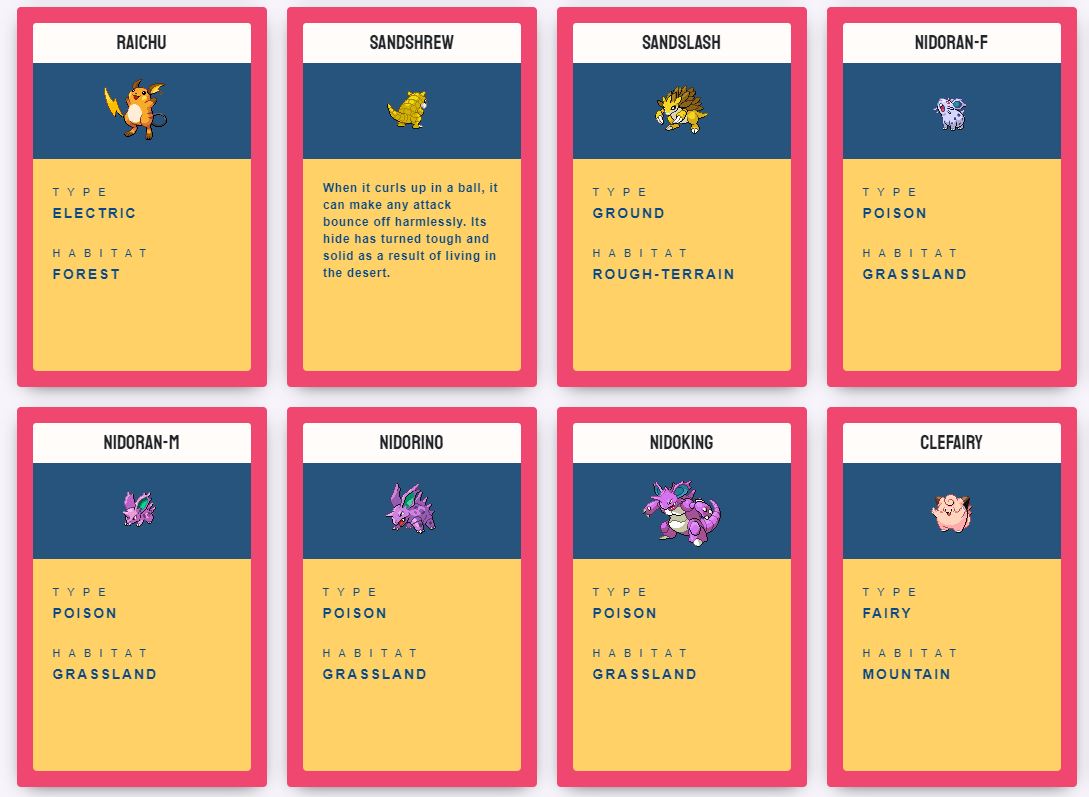 RAICHU
TYPE
ELECTRIC
HABITAT
FOREST
SANDSHREW
When it curls up in a ball, it
can make any attack
bounce off harmlessly. Its
hide has turned tough and
solid as a result of living in
the desert.
SANDSLASH
TYPE
GROUND
HABITAT
ROUGH-TERRAIN
NIDORAN-F
TYPE
POISON
HABITAT
GRASSLAND
NIDORAN-M
TYPE
POISON
HABITAT
GRASSLAND
NIDORINO
TYPE
POISON
HABITAT
GRASSLAND
NIDOKING
TYPE
POISON
HABITAT
GRASSLAND
CLEFAIRY
TYPE
FAIRY
HABITAT
MOUNTAIN